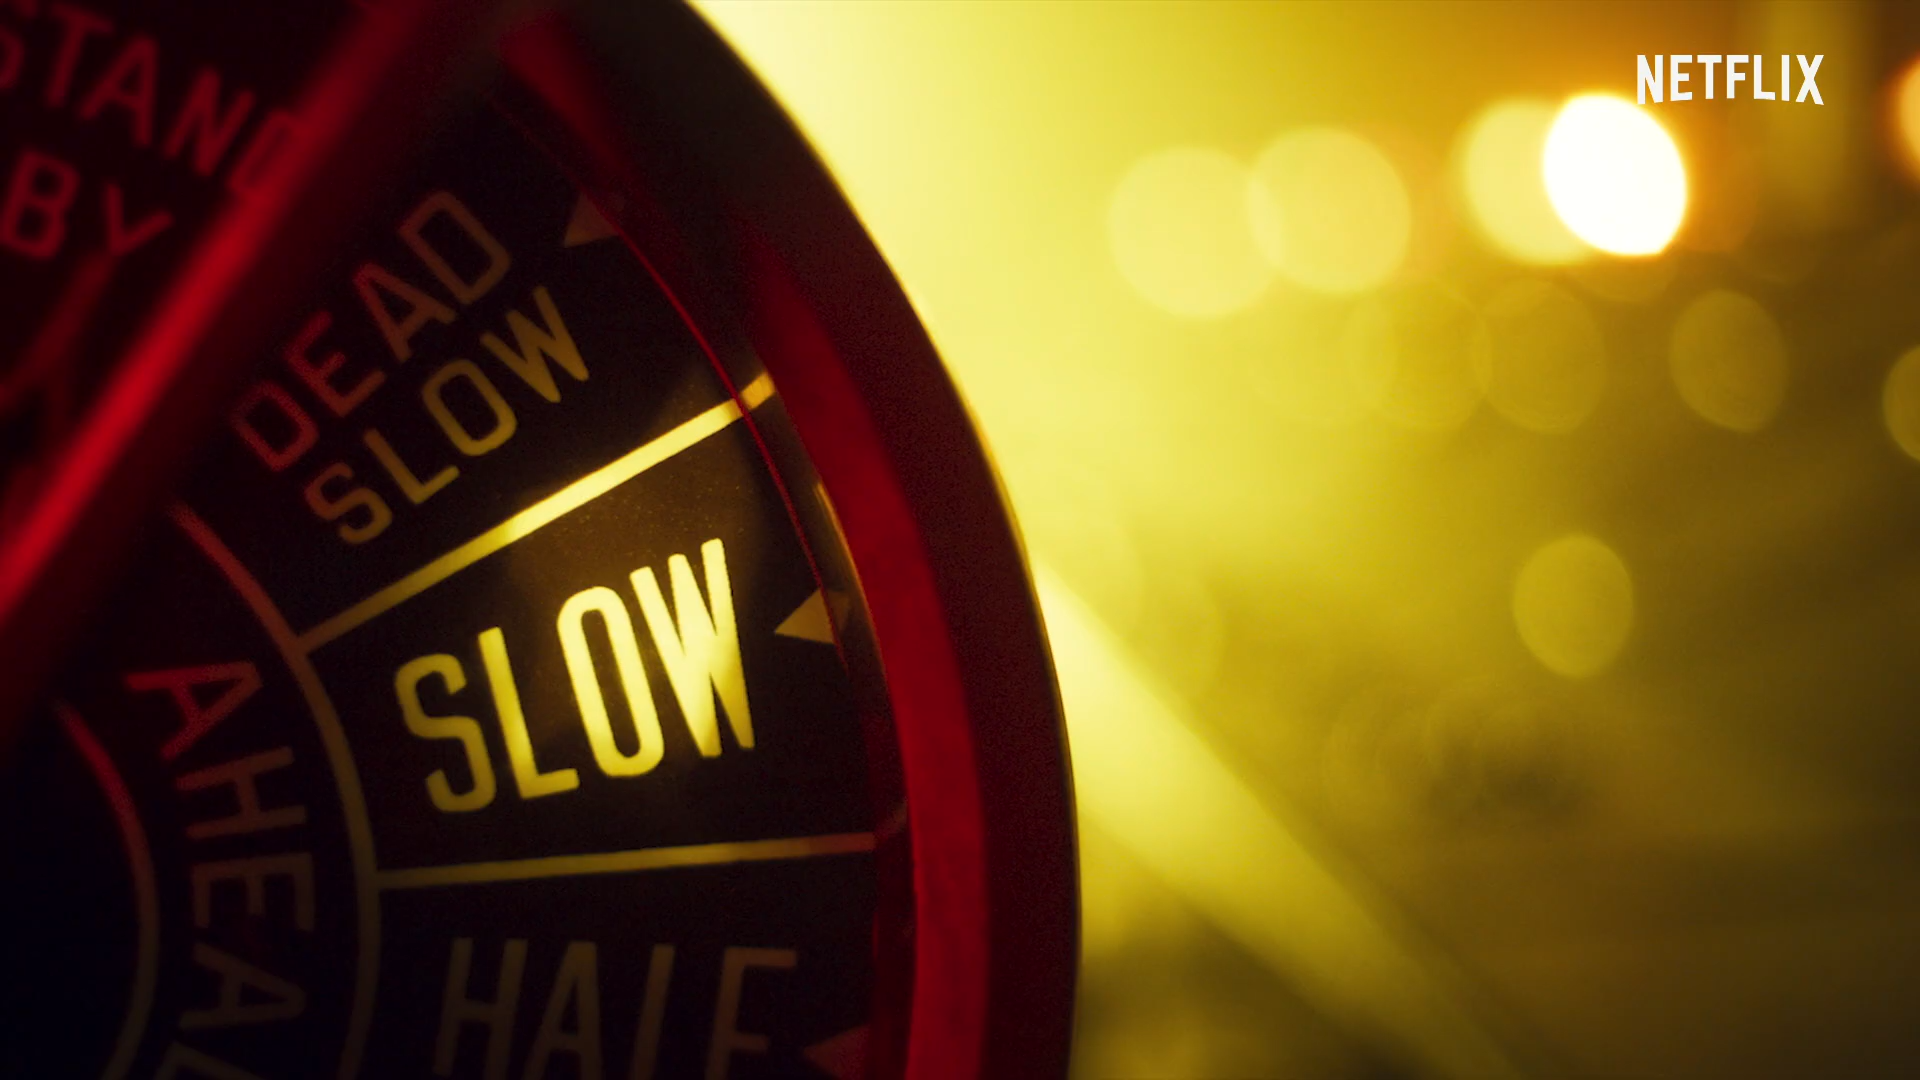 NETFLIX
STAND
BY
DEAD
SLOW
SLOW
HALF
AHEAD